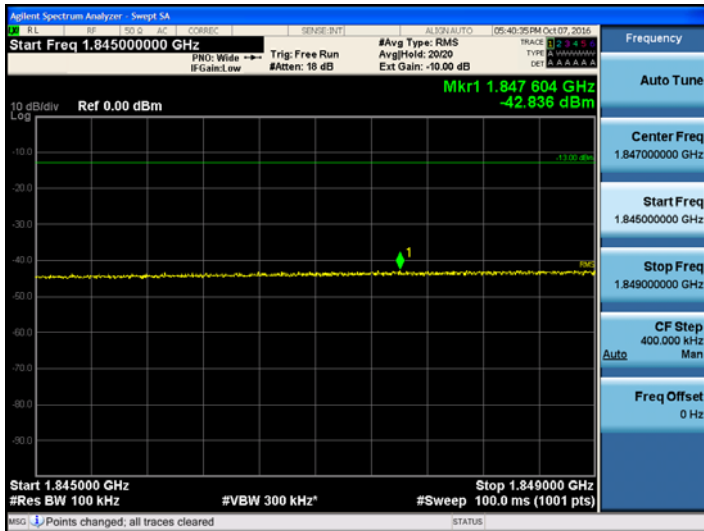 Agilent Spectrum Analyzer - Swept SA
RL RF 50 Ω AC CORREC SENSE:INT ALIGN AUTO 05:40:35 PM Oct 07, 2016
Start Freq 1.845000000 GHz
PNO: Wide
IFGain:Low
Trig: Free Run
#Atten: 18 dB
#Avg Type: RMS
Avg|Hold: 20/20
Ext Gain: -10.00 dB
TRACE 1 2 3 4 5 6
TYPE A WWWWW
DET A A A A A A
Mkr1 1.847 604 GHz
-42.836 dBm
10 dB/div Ref 0.00 dBm
Log
-10.0
-13.00 dBm
-20.0
-30.0
-40.0
1
RMS
-50.0
-60.0
-70.0
-80.0
-90.0
Start 1.845000 GHz Stop 1.849000 GHz
#Res BW 100 kHz #VBW 300 kHz* #Sweep 100.0 ms (1001 pts)
MSG Points changed; all traces cleared STATUS
Frequency
Auto Tune
Center Freq
1.847000000 GHz
Start Freq
1.845000000 GHz
Stop Freq
1.849000000 GHz
CF Step
400.000 kHz
Auto Man
Freq Offset
0 Hz